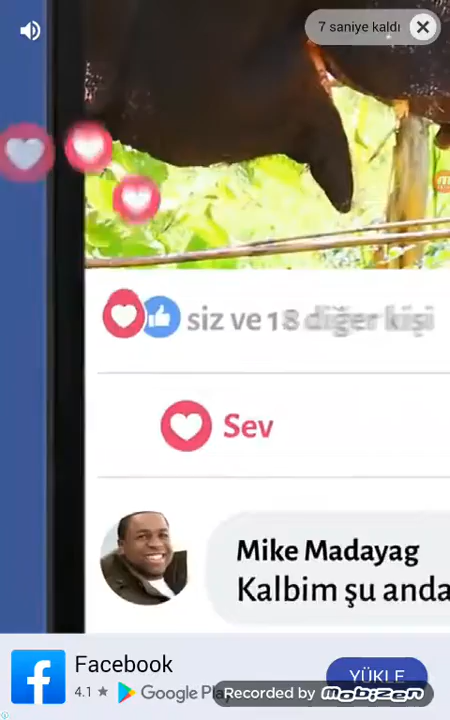 7 saniye kaldı
siz ve 18 diğer kişi
Sev
Mike Madayag
Kalbim şu anda
Facebook
4.1 ★ Google Play
YÜKLE
Recorded by Mobizen